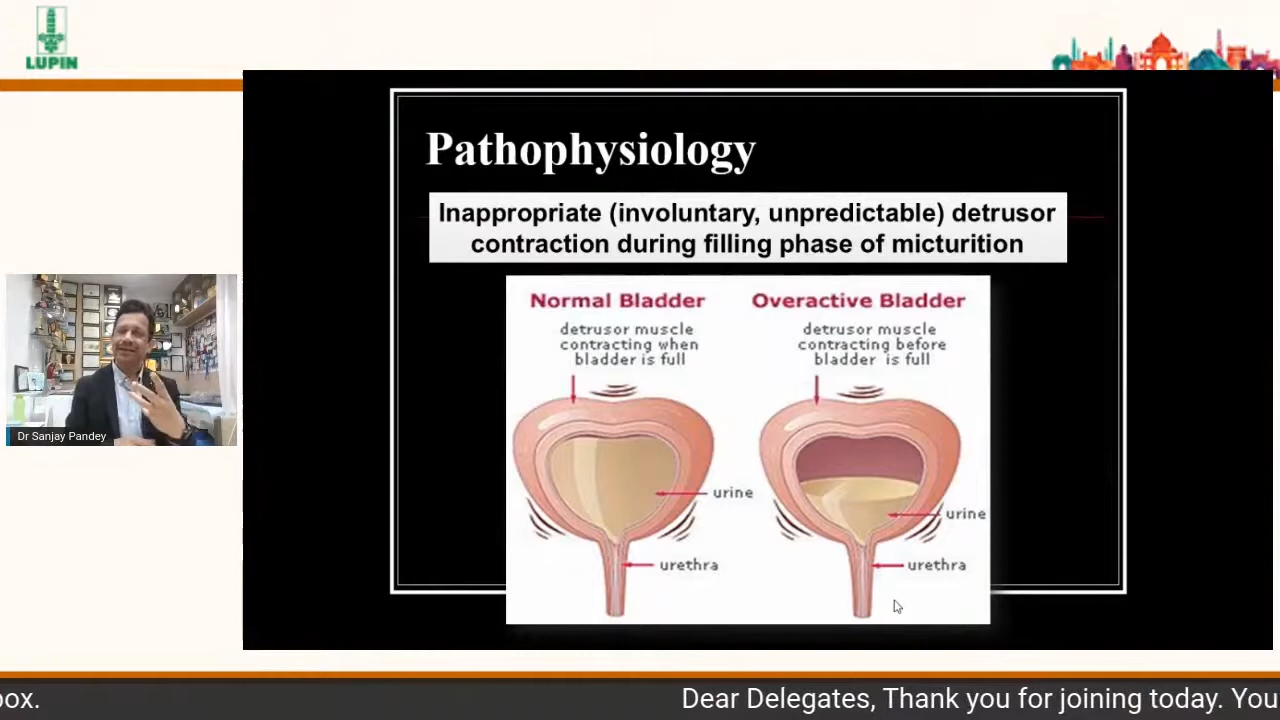 LUPIN
Pathophysiology
Inappropriate (involuntary, unpredictable) detrusor
contraction during filling phase of micturition
Normal Bladder
detrusor muscle
contracting when
bladder is full
urine
urethra
Overactive Bladder
detrusor muscle
contracting before
bladder is full
urine
urethra
Dr Sanjay Pandey
box.
Dear Delegates, Thank you for joining today. You